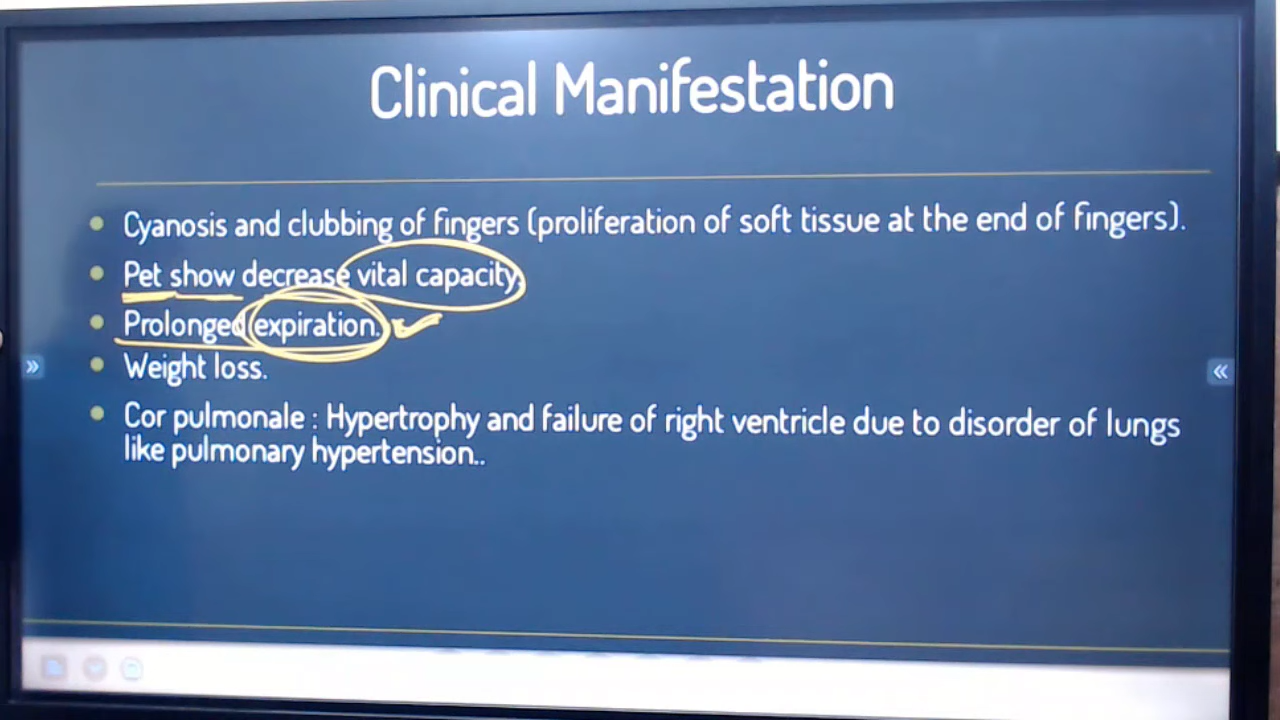 Clinical Manifestation
Cyanosis and clubbing of fingers (proliferation of soft tissue at the end of fingers).
Pet show decrease vital capacity.
Prolonged expiration.
Weight loss.
Cor pulmonale : Hypertrophy and failure of right ventricle due to disorder of lungs
like pulmonary hypertension..